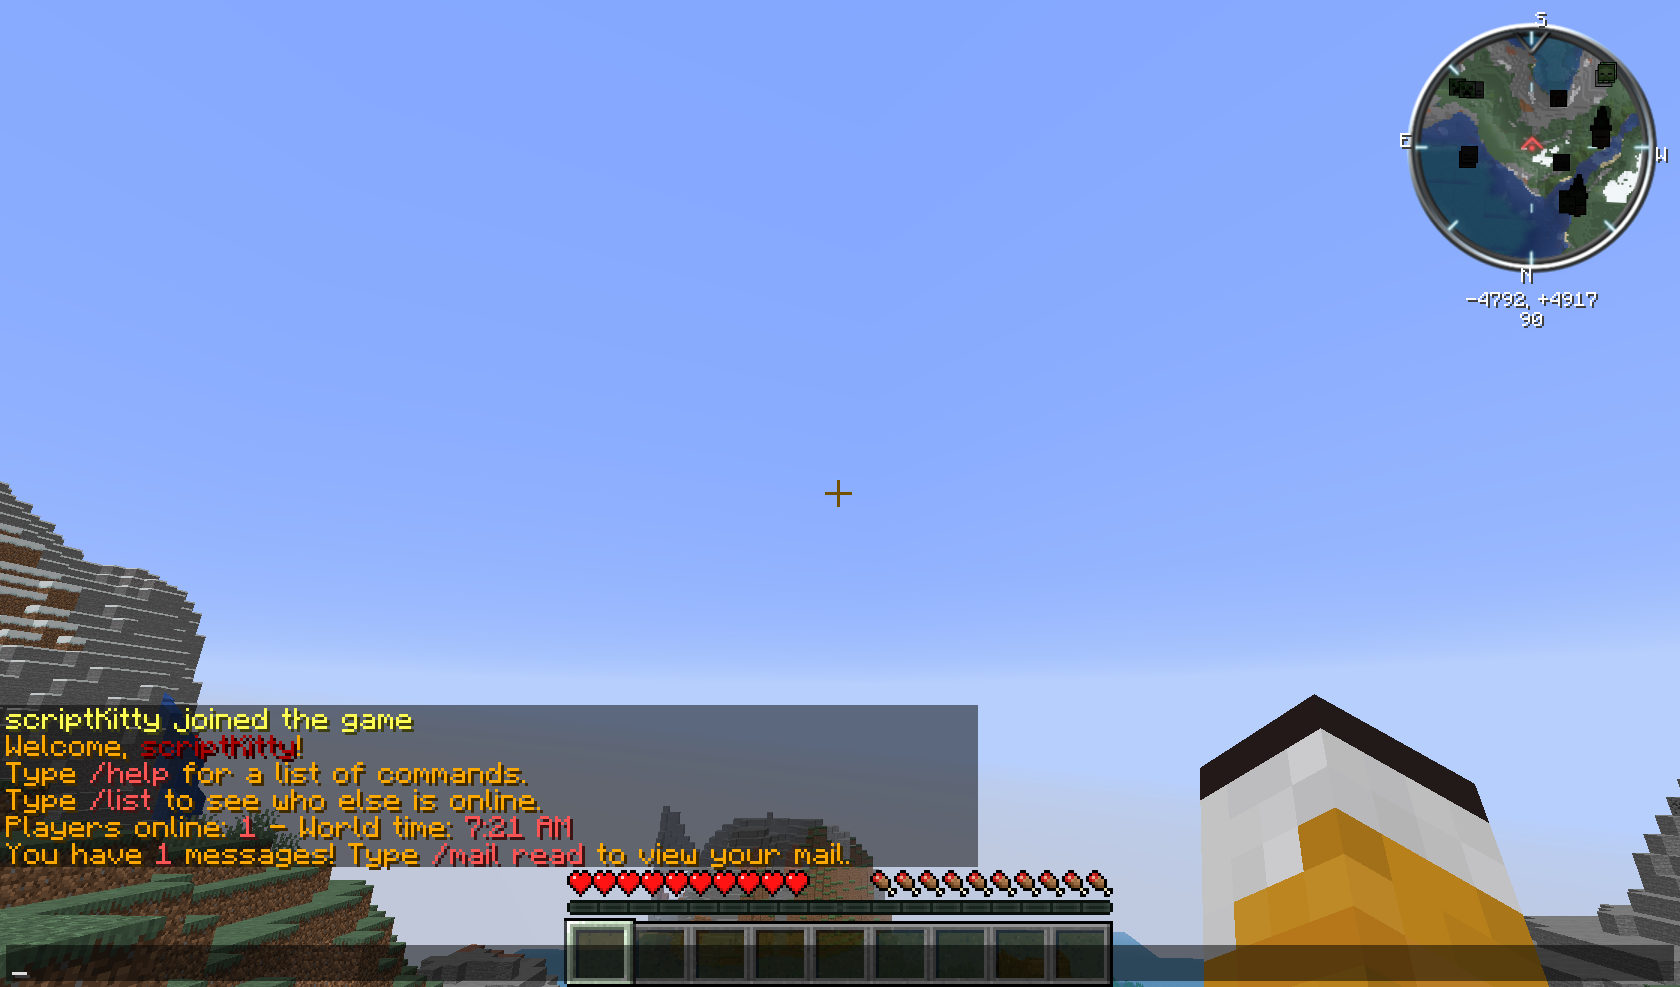 S
E
W
N
-4792, +4917
90
scriptKitty joined the game
Welcome, scriptKitty!
Type /help for a list of commands.
Type /list to see who else is online.
Players online: 1 - World time: 7:21 AM
You have 1 messages! Type /mail read to view your mail.
_